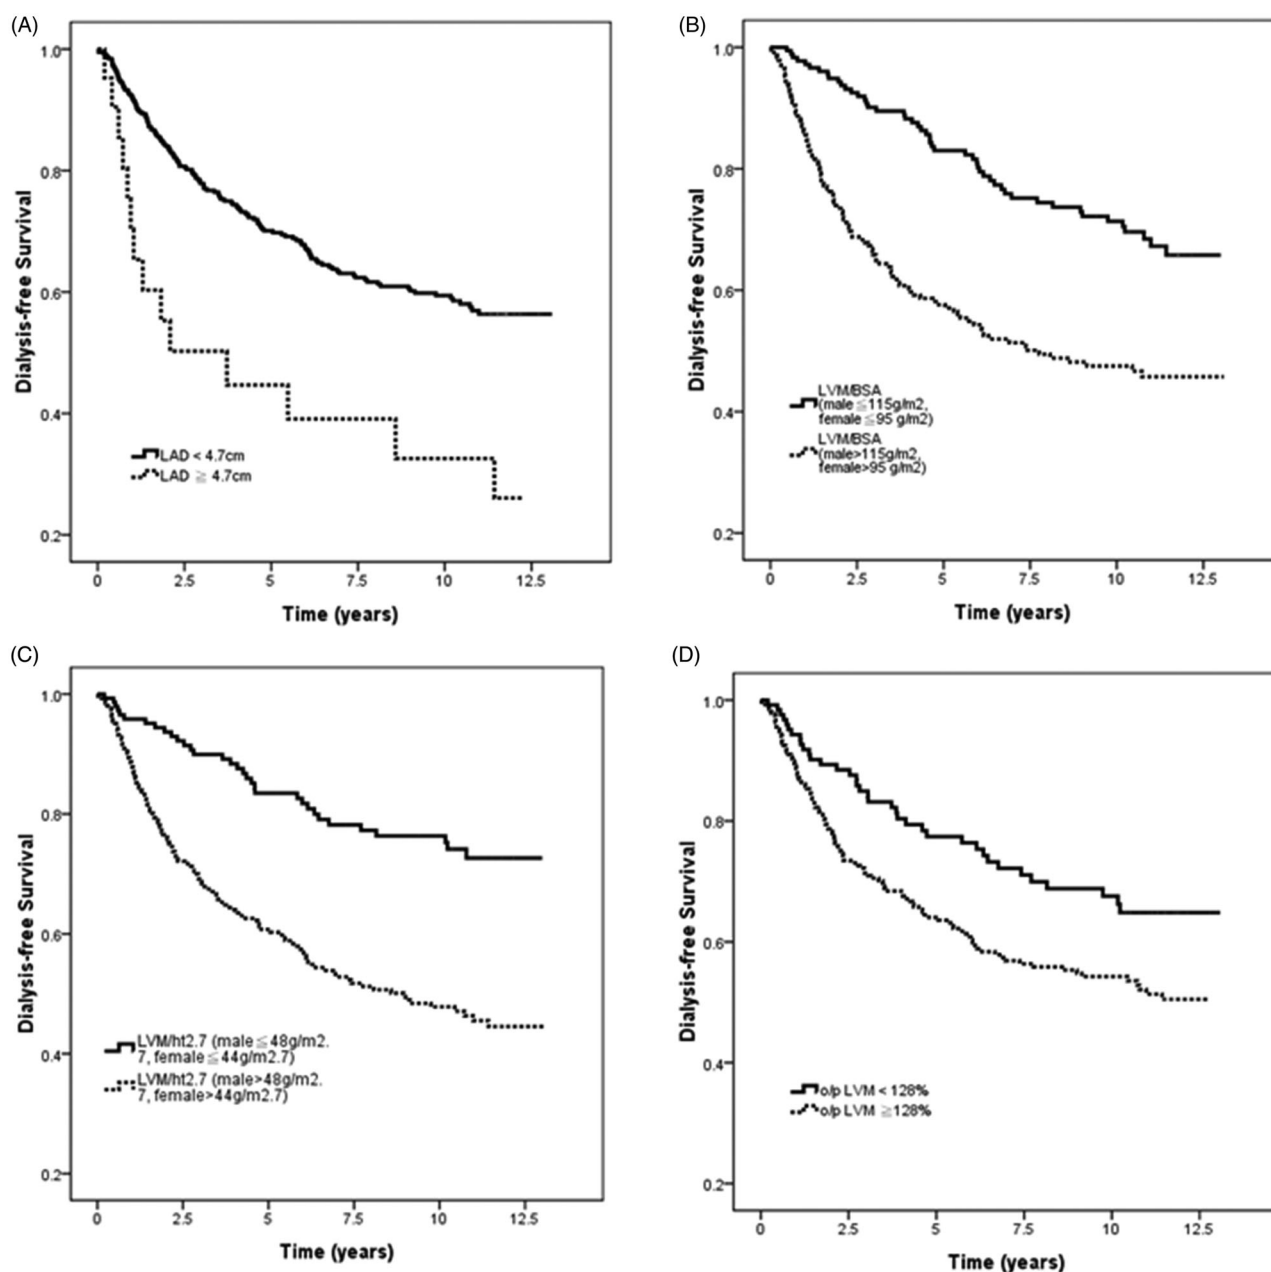 (A)
1.0
0.8
0.6
0.4
0.2
Dialysis-free Survival
LAD < 4.7cm
LAD ≧ 4.7cm
0 2.5 5 7.5 10 12.5
Time (years)
(B)
1.0
0.8
0.6
0.4
0.2
Dialysis-free Survival
LVM/BSA
(male≦115g/m2,
female≦95 g/m2)
LVM/BSA
(male>115g/m2,
female>95 g/m2)
0 2.5 5 7.5 10 12.5
Time (years)
(C)
1.0
0.8
0.6
0.4
0.2
Dialysis-free Survival
LVM/ht2.7 (male≦48g/m2.
7, female≦44g/m2.7)
LVM/ht2.7 (male>48g/m2.
7, female>44g/m2.7)
0 2.5 5 7.5 10 12.5
Time (years)
(D)
1.0
0.8
0.6
0.4
0.2
Dialysis-free Survival
o/p LVM < 128%
o/p LVM ≧128%
0 2.5 5 7.5 10 12.5
Time (years)